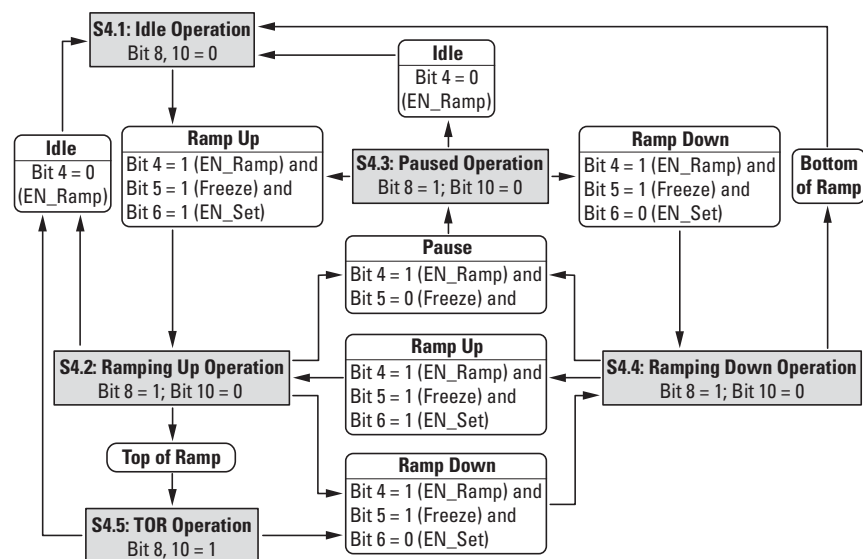 S4.1: Idle Operation
Bit 8, 10 = 0
Idle
Bit 4 = 0
(EN_Ramp)
Idle
Bit 4 = 0
(EN_Ramp)
Ramp Up
Bit 4 = 1 (EN_Ramp) and
Bit 5 = 1 (Freeze) and
Bit 6 = 1 (EN_Set)
S4.3: Paused Operation
Bit 8 = 1; Bit 10 = 0
Ramp Down
Bit 4 = 1 (EN_Ramp) and
Bit 5 = 1 (Freeze) and
Bit 6 = 0 (EN_Set)
Bottom
of Ramp
Pause
Bit 4 = 1 (EN_Ramp) and
Bit 5 = 0 (Freeze) and
S4.2: Ramping Up Operation
Bit 8 = 1; Bit 10 = 0
Ramp Up
Bit 4 = 1 (EN_Ramp) and
Bit 5 = 1 (Freeze) and
Bit 6 = 1 (EN_Set)
S4.4: Ramping Down Operation
Bit 8 = 1; Bit 10 = 0
Top of Ramp
Ramp Down
Bit 4 = 1 (EN_Ramp) and
Bit 5 = 1 (Freeze) and
Bit 6 = 0 (EN_Set)
S4.5: TOR Operation
Bit 8, 10 = 1